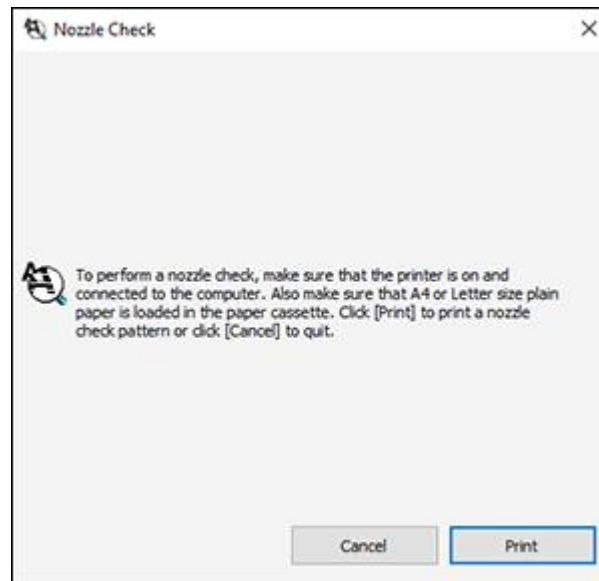 Nozzle Check
To perform a nozzle check, make sure that the printer is on and
connected to the computer. Also make sure that A4 or Letter size plain
paper is loaded in the paper cassette. Click [Print] to print a nozzle
check pattern or click [Cancel] to quit.
Cancel
Print